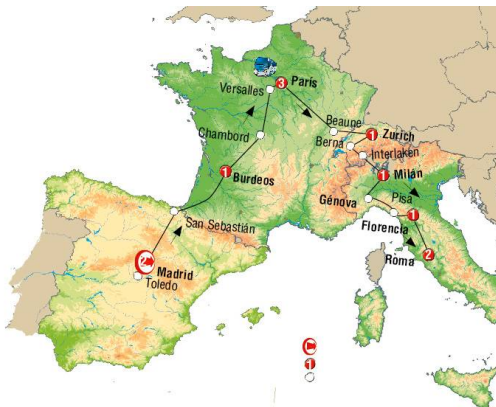 3 París
Versalles
Beaune
1 Zurich
Chambord
Berna
Interlaken
1 Milán
1 Burdeos
Génova
Pisa
1
San Sebastián
Florencia
2
Madrid
Roma
2
Toledo
1